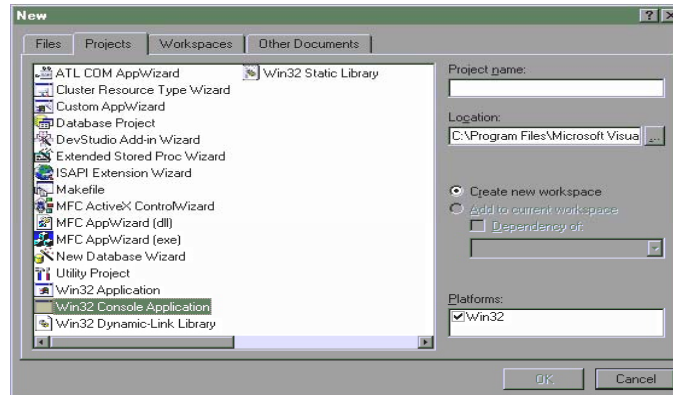 New
Files
Projects
Workspaces
Other Documents
ATL COM AppWizard
Cluster Resource Type Wizard
Custom AppWizard
Database Project
DevStudio Add-in Wizard
Extended Stored Proc Wizard
ISAPI Extension Wizard
Makefile
MFC ActiveX ControlWizard
MFC AppWizard (dll)
MFC AppWizard (exe)
New Database Wizard
Utility Project
Win32 Application
Win32 Console Application
Win32 Dynamic-Link Library
Win32 Static Library
Project name:
Location:
C:\Program Files\Microsoft Visua
...
Create new workspace
Add to current workspace
Dependency of:
Platforms:
Win32
OK
Cancel